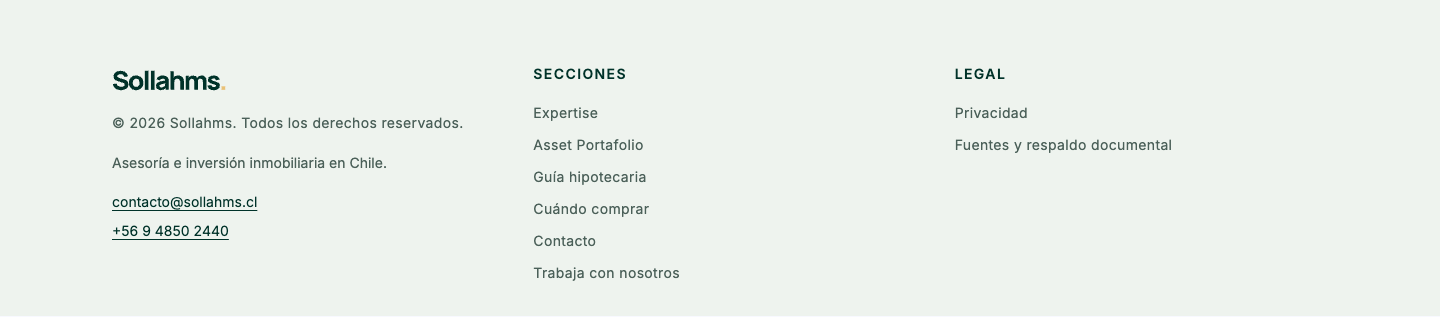 Sollahms.
© 2026 Sollahms. Todos los derechos reservados.
Asesoría e inversión inmobiliaria en Chile.
contacto@sollahms.cl
+56 9 4850 2440
SECCIONES
Expertise
Asset Portafolio
Guía hipotecaria
Cuándo comprar
Contacto
Trabaja con nosotros
LEGAL
Privacidad
Fuentes y respaldo documental